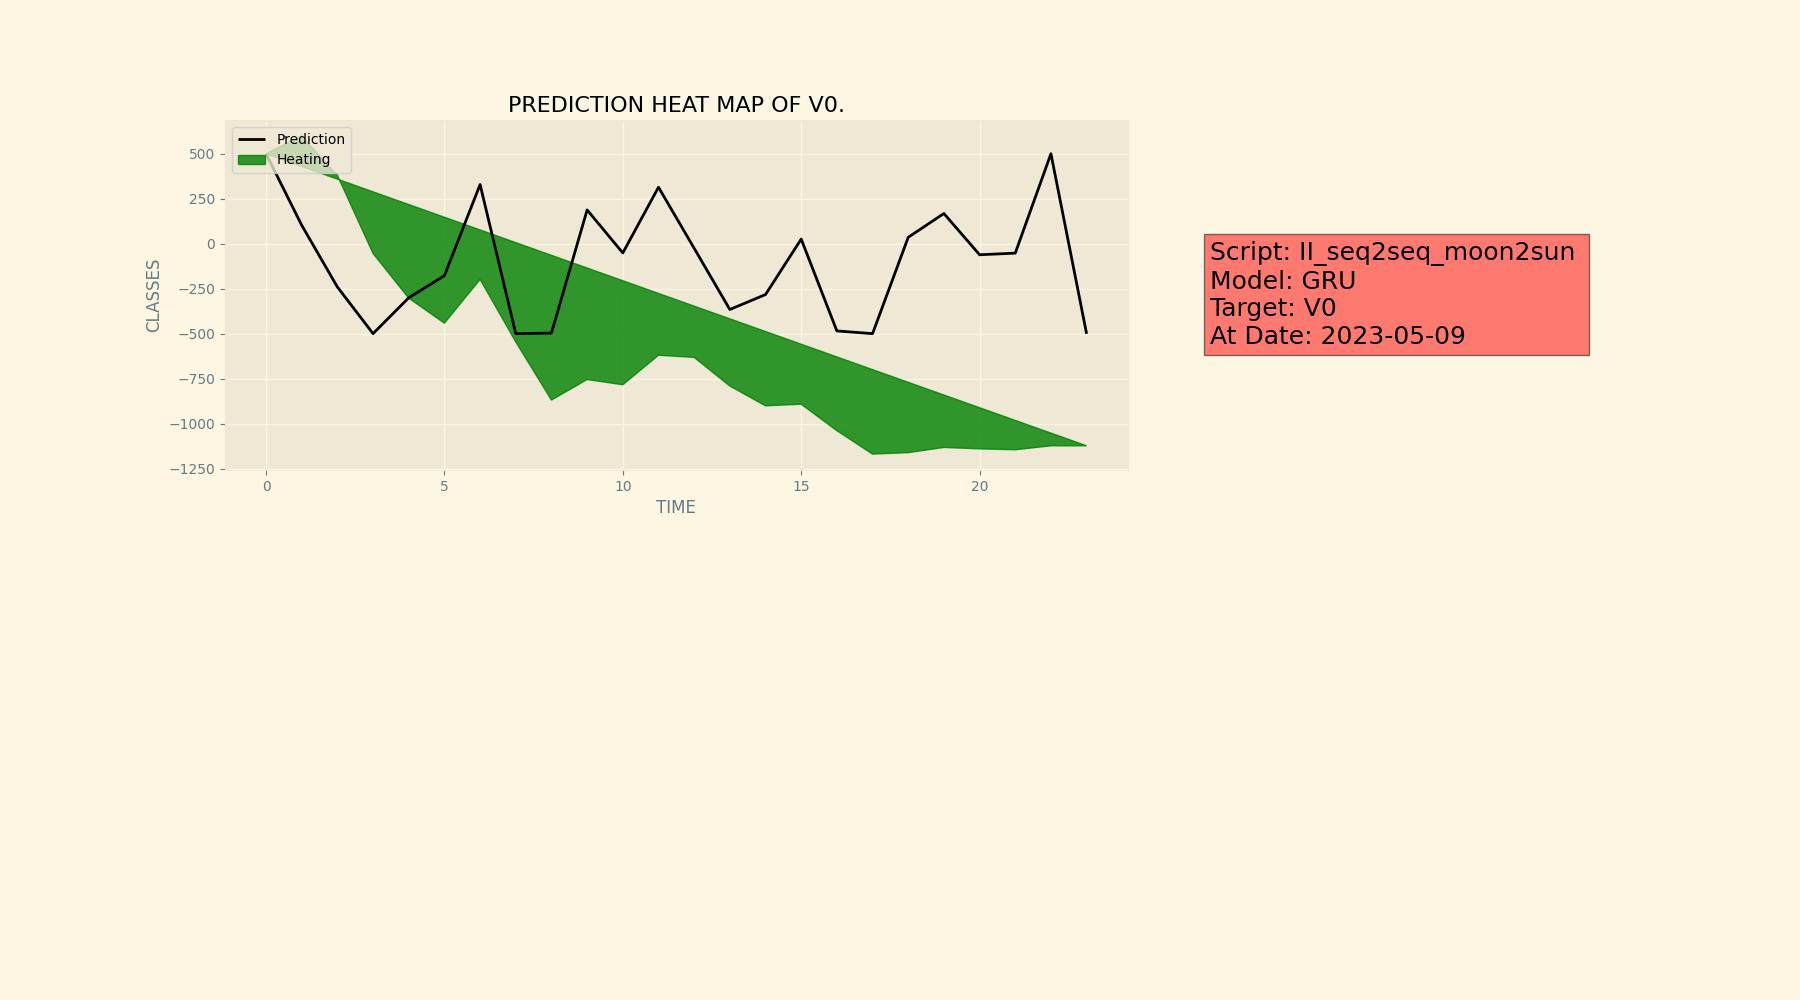 PREDICTION HEAT MAP OF V0.
Prediction
Heating
500
250
0
−250
−500
−750
−1000
−1250
CLASSES
0 5 10 15 20
TIME
Script: II_seq2seq_moon2sun
Model: GRU
Target: V0
At Date: 2023-05-09